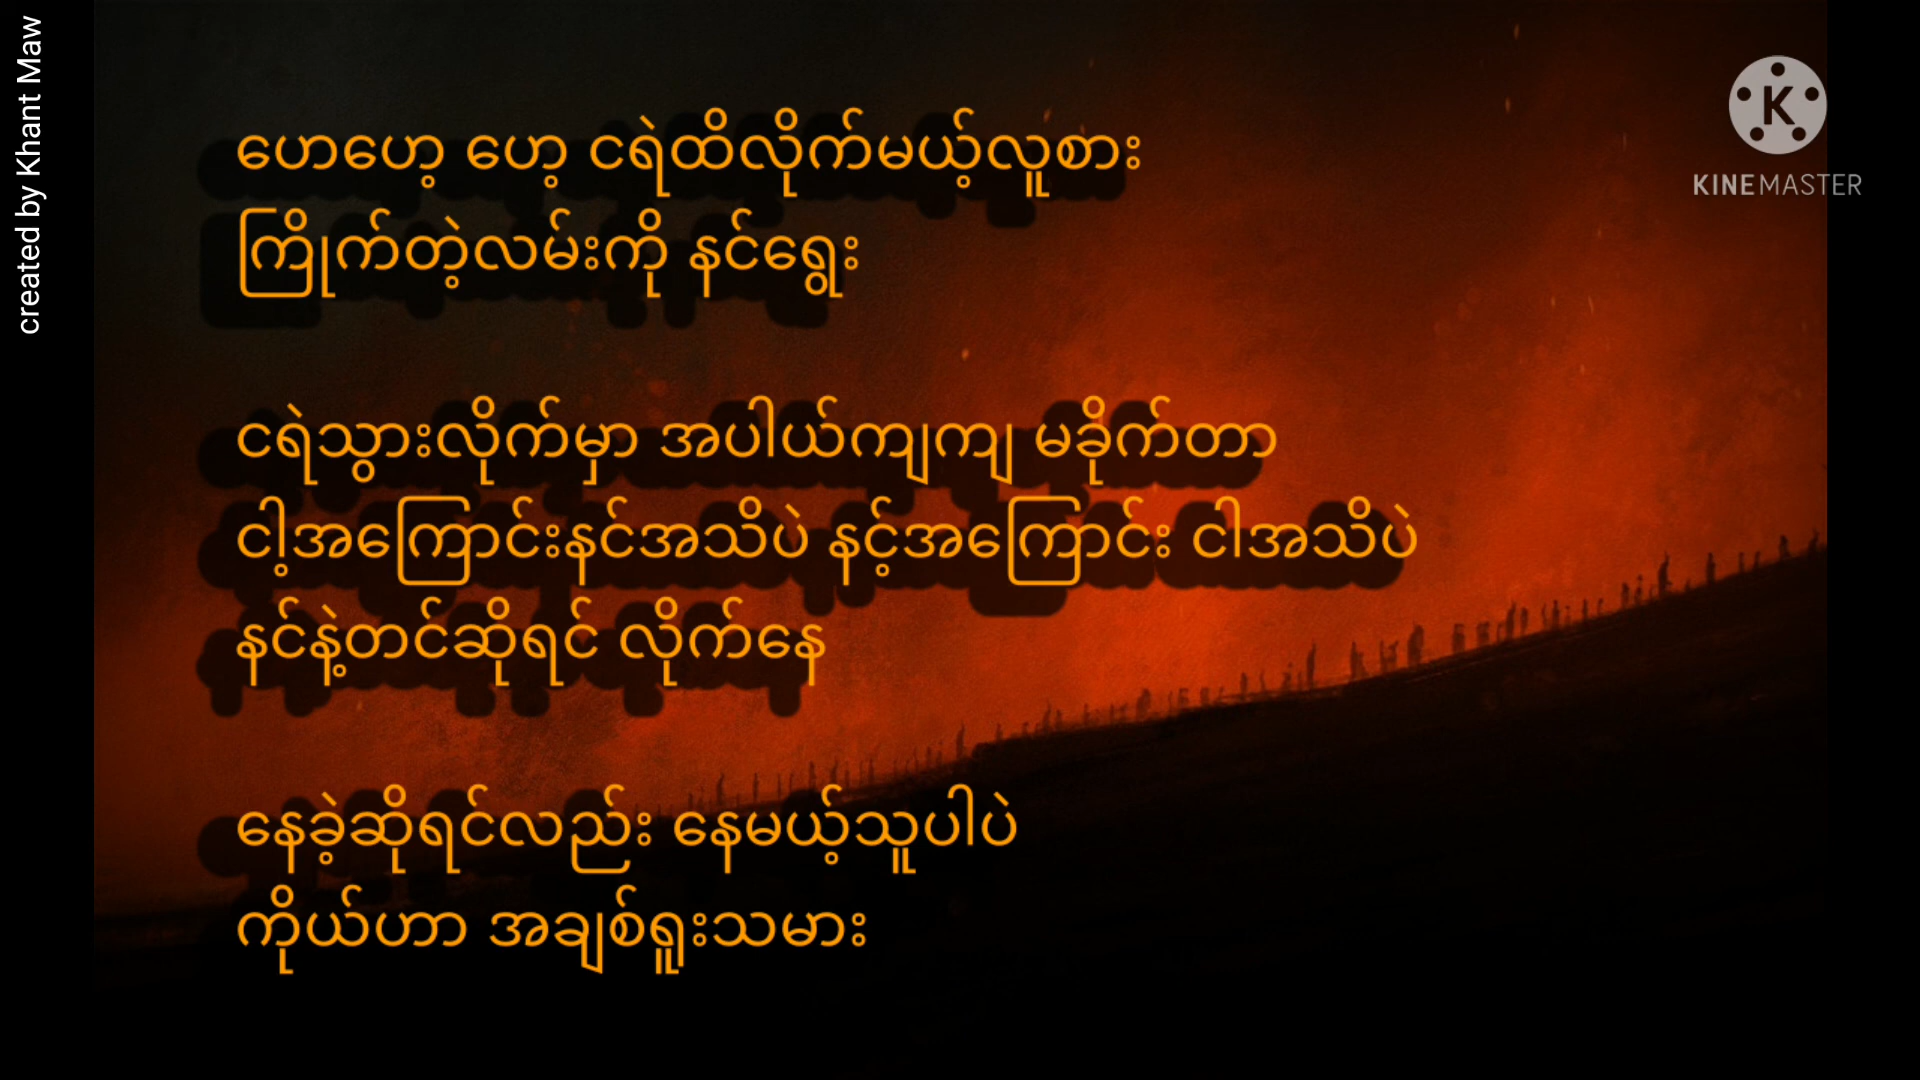 created by Khant Maw
KINEMASTER
ဟေဟေ့ ဟေ့ ငရဲထိလိုက်မယ့်လူစား
ကြိုက်တဲ့လမ်းကို နင်ရွေး
ငရဲသွားလိုက်မှာ အပါယ်ကျကျ မခိုက်တာ
ငါ့အကြောင်းနင်အသိပဲ နင့်အကြောင်း ငါအသိပဲ
နင်နဲ့တင်ဆိုရင် လိုက်နေ
နေခဲ့ဆိုရင်လည်း နေမယ့်သူပါပဲ
ကိုယ်ဟာ အချစ်ရူးသမား